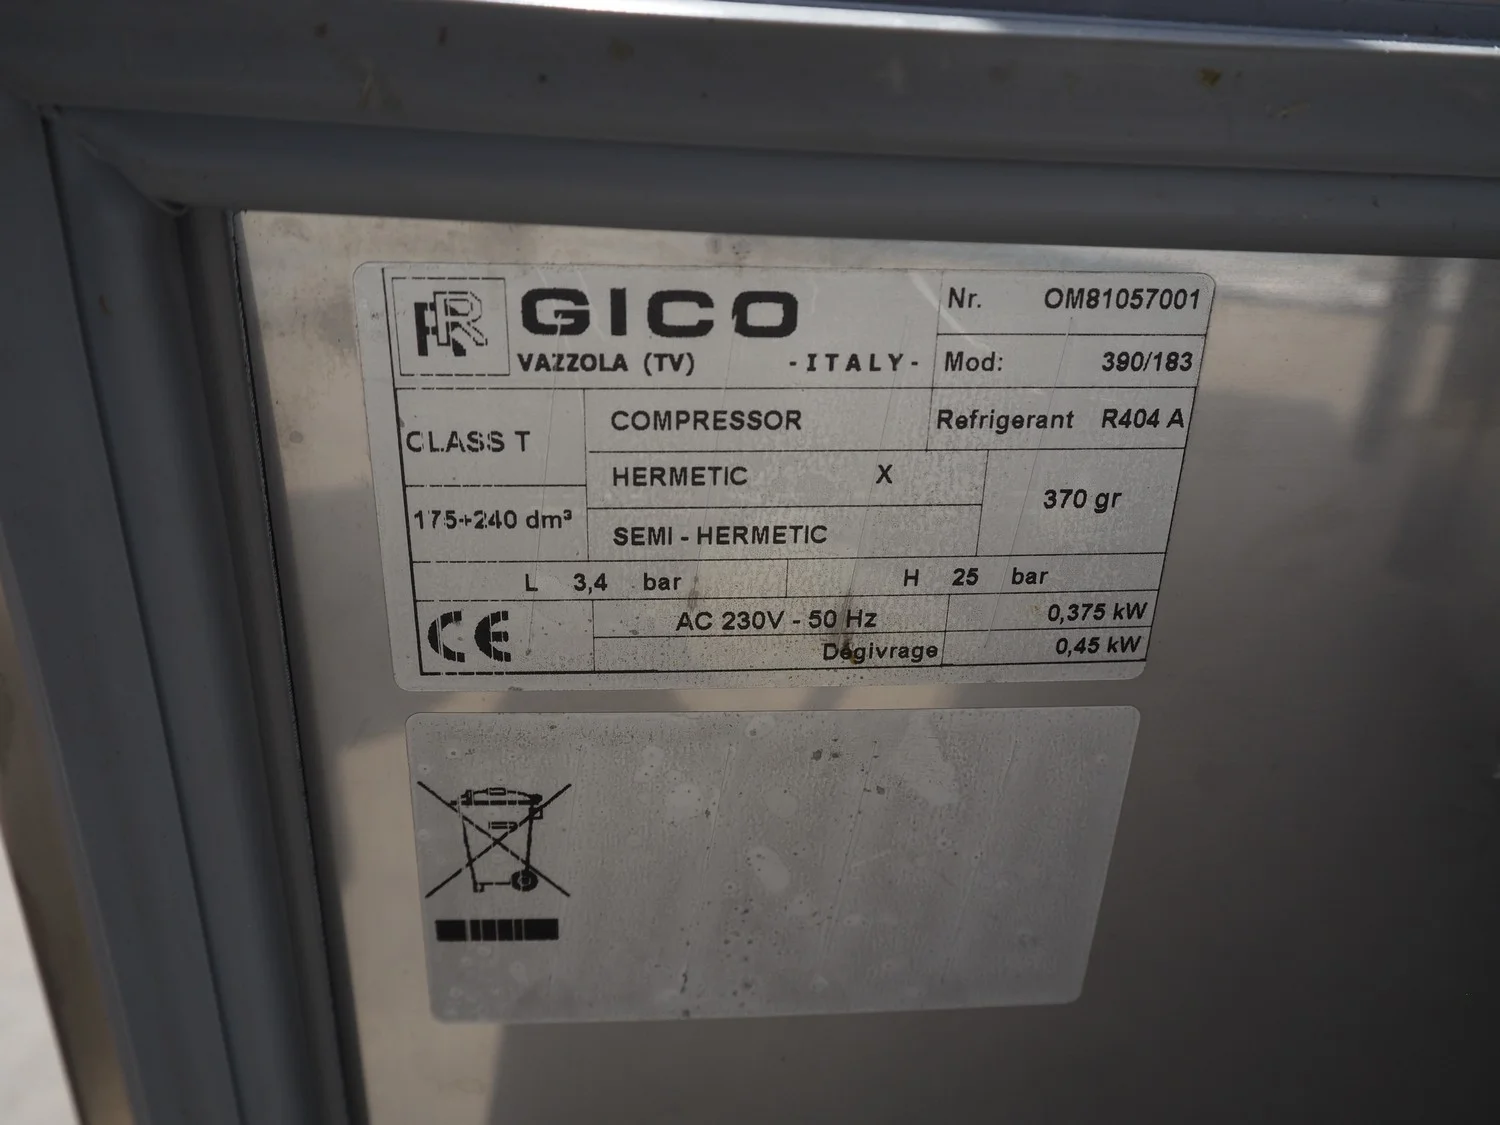 R GICO
VAZZOLA (TV) - ITALY -
Nr. OM81057001
Mod: 390/183
CLASS T
COMPRESSOR
Refrigerant R404 A
HERMETIC X
370 gr
175+240 dm³
SEMI - HERMETIC
L 3,4 bar H 25 bar
CE
AC 230V - 50 Hz 0,375 kW
Dégivrage 0,45 kW